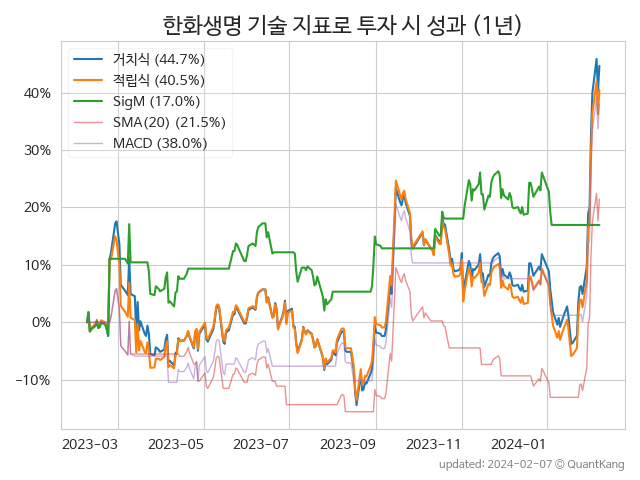 한화생명 기술 지표로 투자 시 성과 (1년)
거치식 (44.7%)
적립식 (40.5%)
SigM (17.0%)
SMA(20) (21.5%)
MACD (38.0%)
40%
30%
20%
10%
0%
−10%
2023-03 2023-05 2023-07 2023-09 2023-11 2024-01
updated: 2024-02-07 © QuantKang